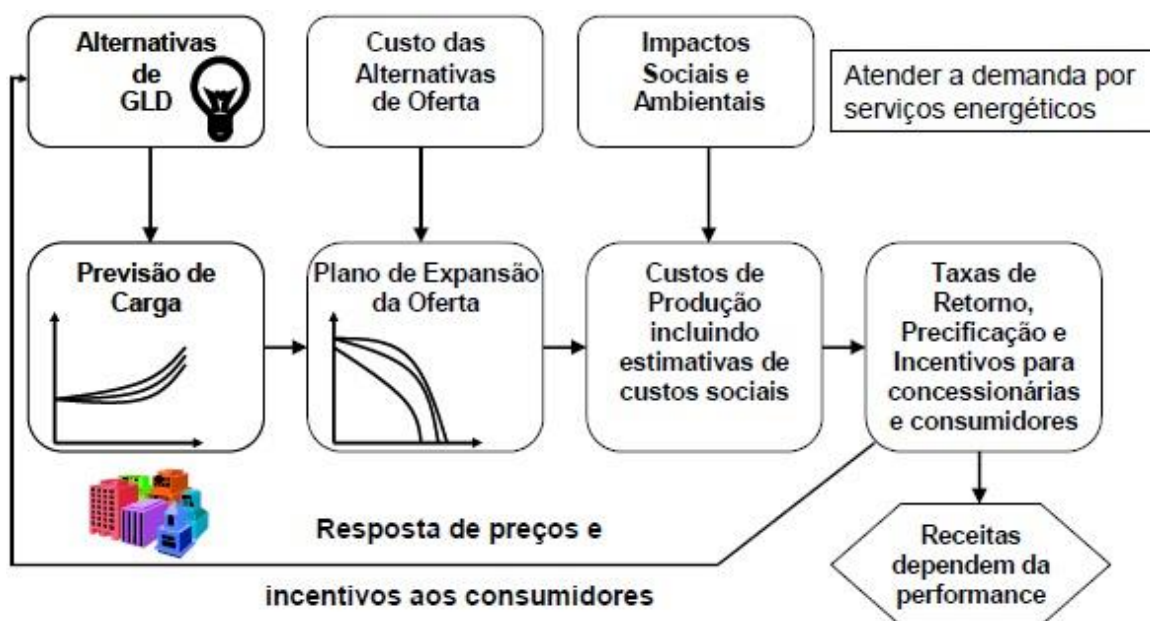 Alternativas
de
GLD
Custo das
Alternativas
de Oferta
Impactos
Sociais e
Ambientais
Atender a demanda por
serviços energéticos
Previsão de
Carga
Plano de Expansão
da Oferta
Custos de
Produção
incluindo
estimativas de
custos sociais
Taxas de
Retorno,
Precificação e
Incentivos para
concessionárias
e consumidores
Resposta de preços e
incentivos aos consumidores
Receitas
dependem da
performance